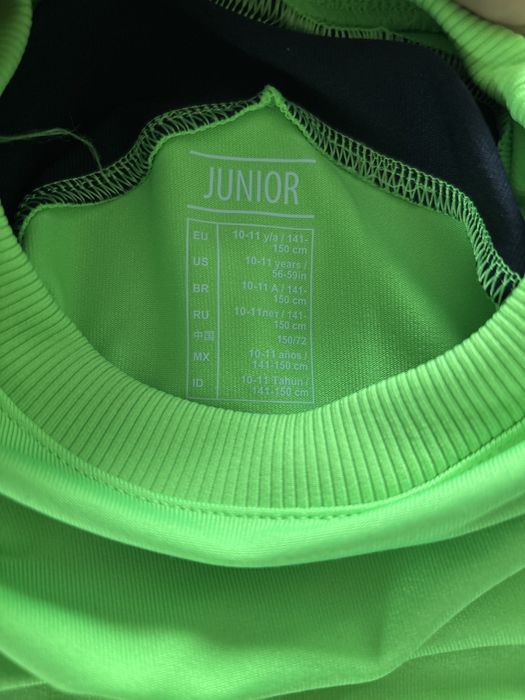 JUNIOR
EU 10-11 y/a / 141-
150 cm
US 10-11 years /
56-59in
BR 10-11 A / 141-
150 cm
RU 10-11лет / 141-
150 cm
中国 150/72
MX 10-11 años /
141-150 cm
ID 10-11 Tahun /
141-150 cm